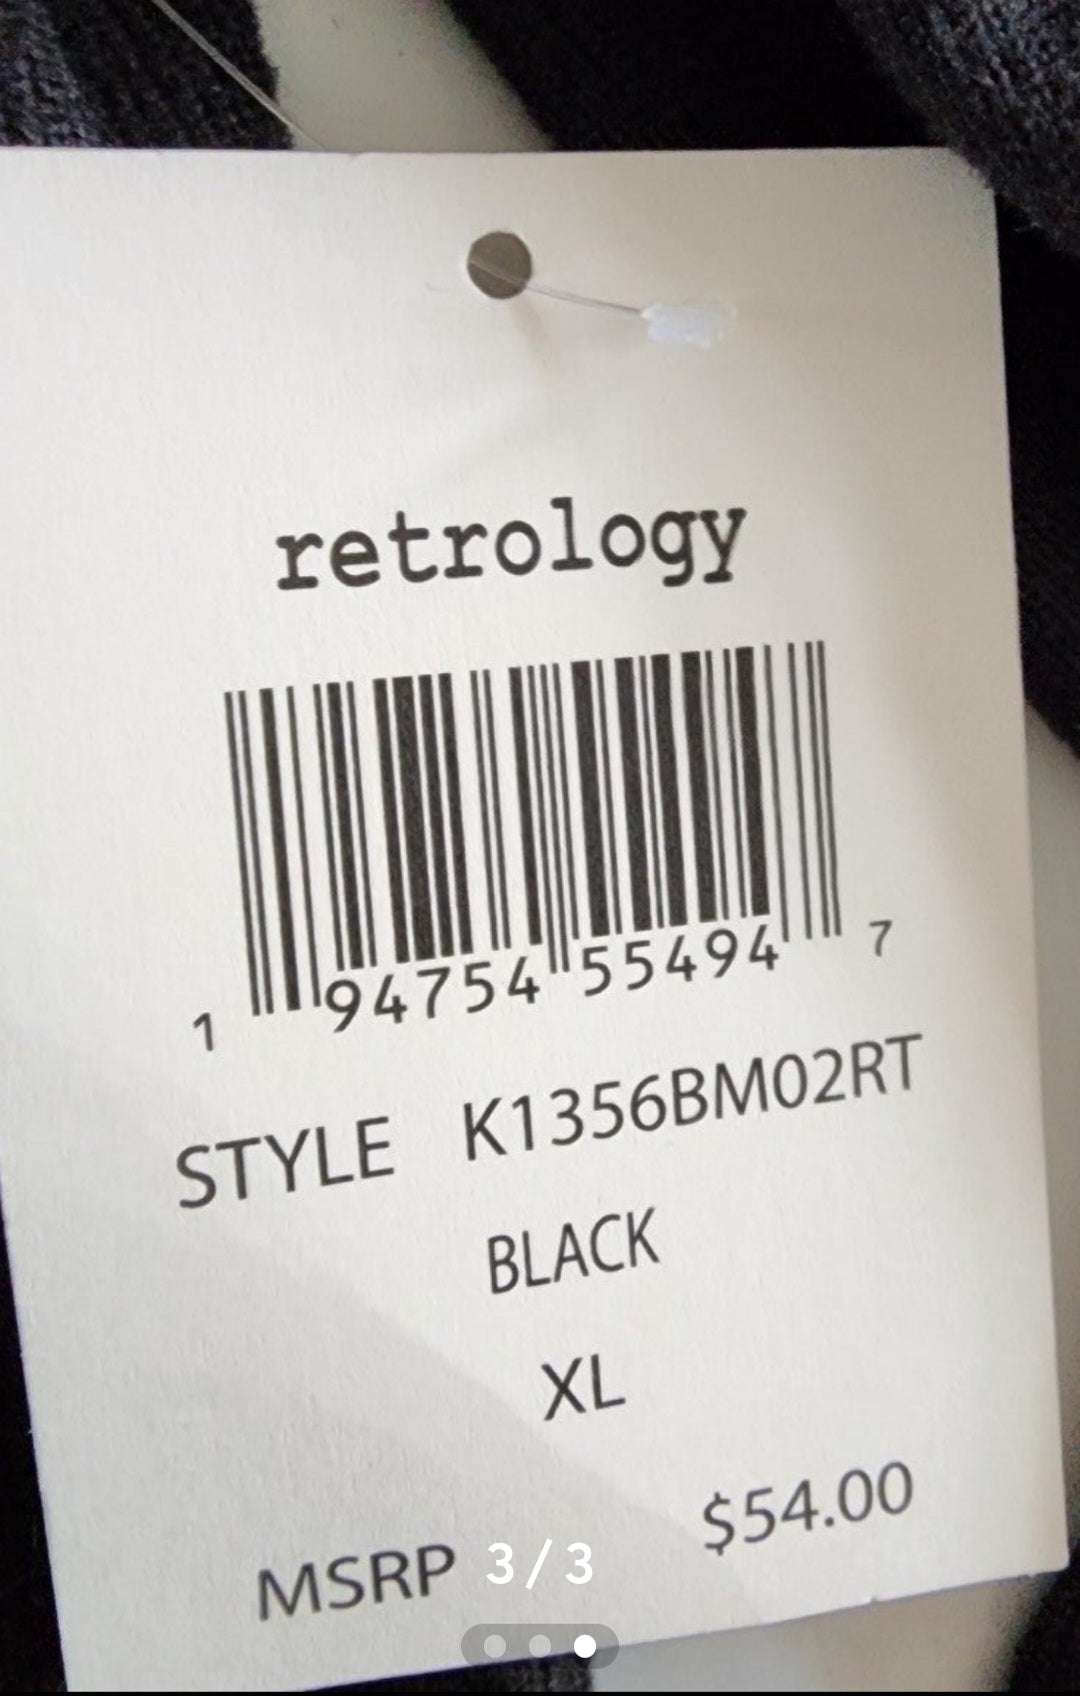 retrology
1 94754 55494 7
STYLE K1356BM02RT
BLACK
XL
MSRP $54.00
3/3